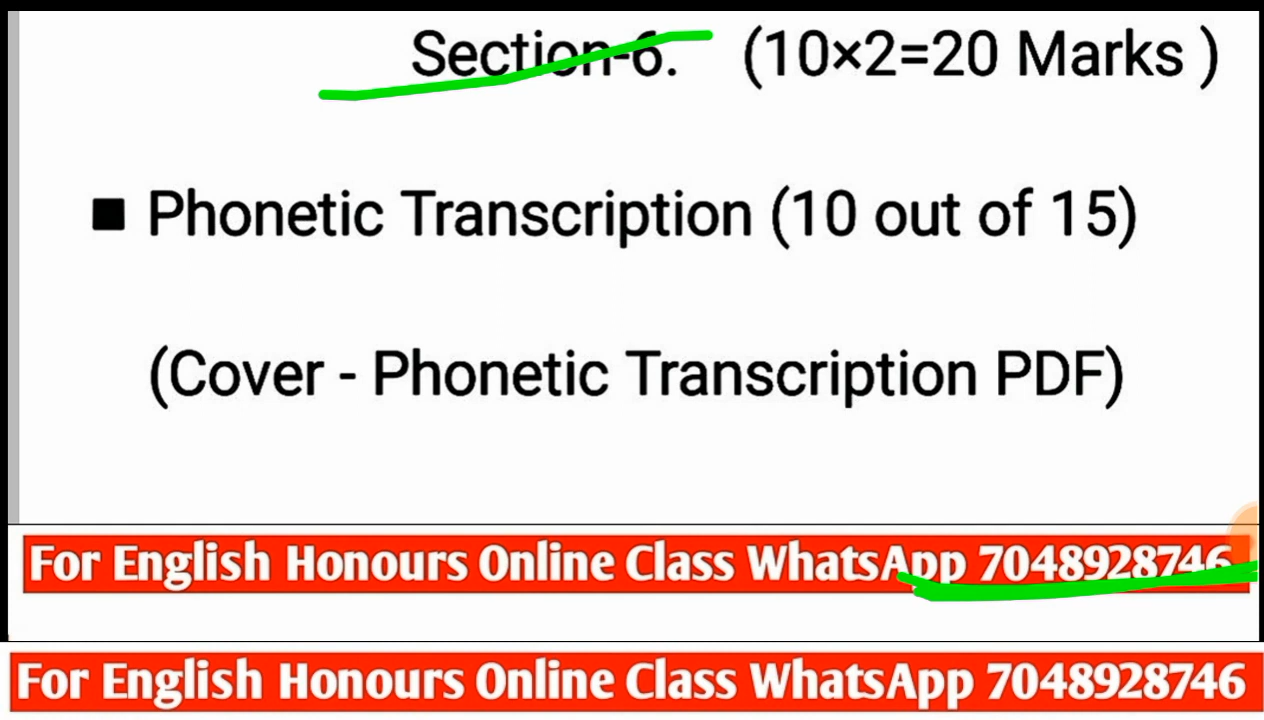 Section-6. (10×2=20 Marks )
■ Phonetic Transcription (10 out of 15)
(Cover - Phonetic Transcription PDF)
For English Honours Online Class WhatsApp 7048928746
For English Honours Online Class WhatsApp 7048928746